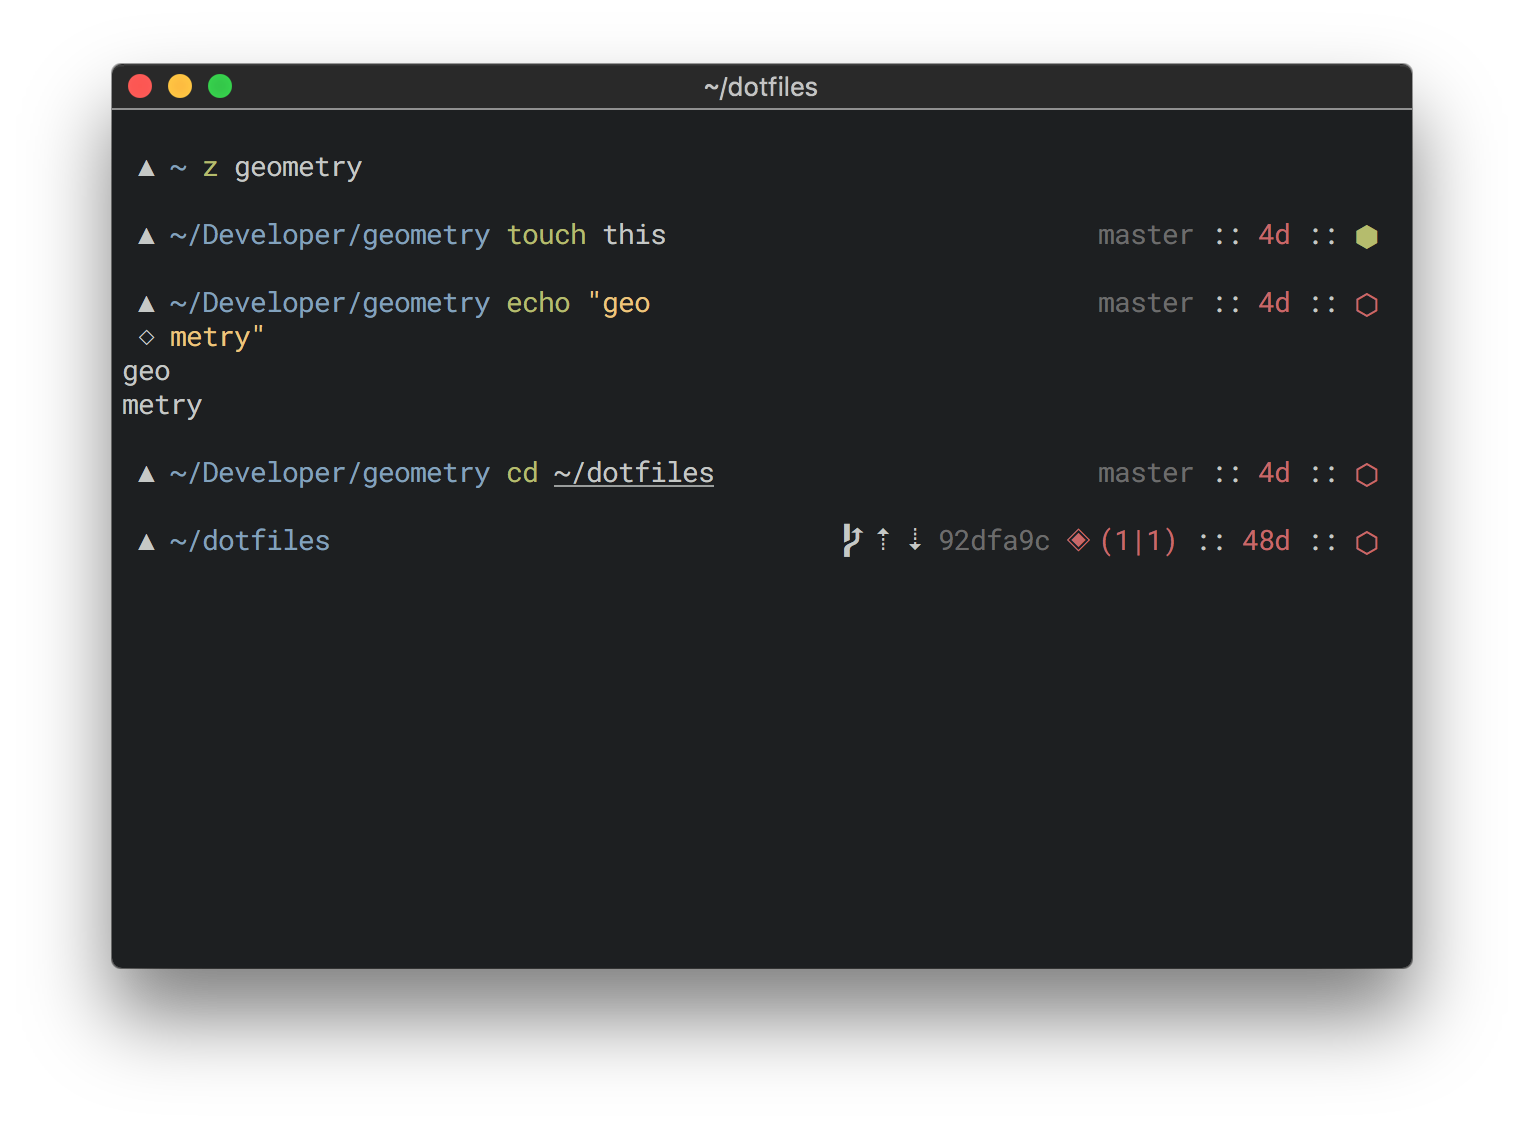 ~/dotfiles
▲ ~ z geometry
▲ ~/Developer/geometry touch this master :: 4d :: ⬢
▲ ~/Developer/geometry echo "geo master :: 4d :: ⬡
◇ metry"
geo
metry
▲ ~/Developer/geometry cd ~/dotfiles master :: 4d :: ⬡
▲ ~/dotfiles ⇡ ⇣ 92dfa9c ◈ (1|1) :: 48d :: ⬡